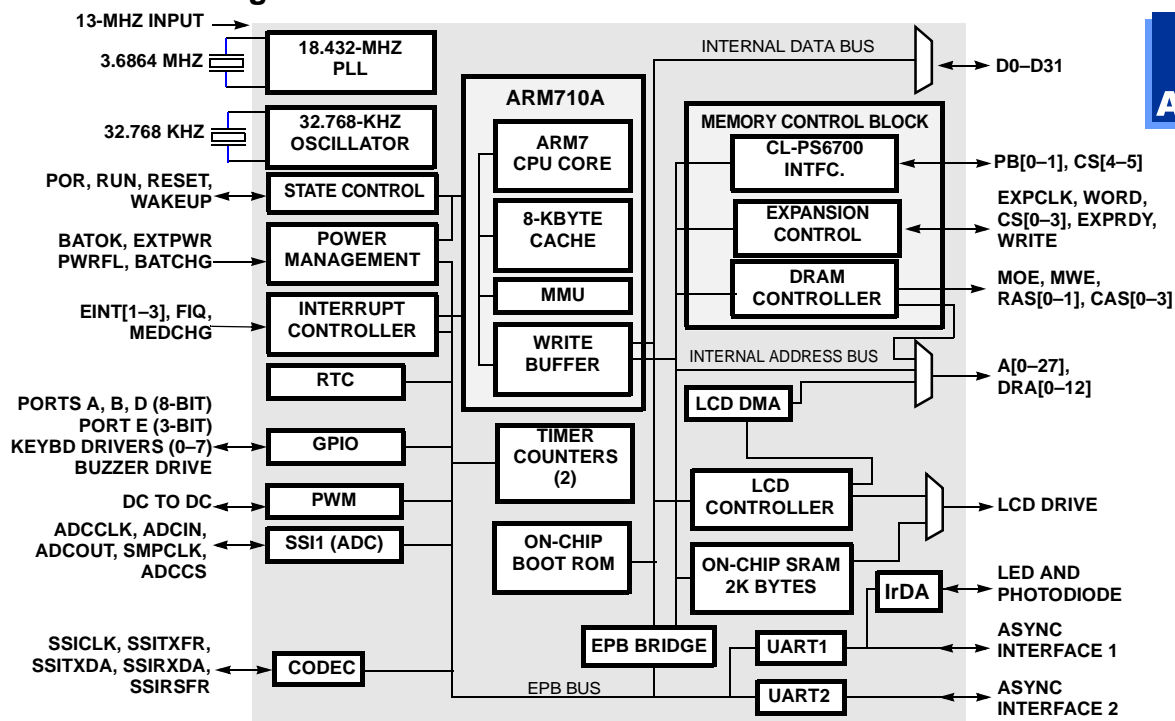 13-MHZ INPUT
3.6864 MHZ
18.432-MHZ
PLL
32.768 KHZ
32.768-KHZ
OSCILLATOR
POR, RUN, RESET,
WAKEUP
STATE CONTROL
BATOK, EXTPWR
PWRFL, BATCHG
POWER
MANAGEMENT
EINT[1–3], FIQ,
MEDCHG
INTERRUPT
CONTROLLER
RTC
PORTS A, B, D (8-BIT)
PORT E (3-BIT)
KEYBD DRIVERS (0–7)
BUZZER DRIVE
GPIO
DC TO DC
PWM
ADCCLK, ADCIN,
ADCOUT, SMPCLK,
ADCCS
SSI1 (ADC)
SSICLK, SSITXFR,
SSITXDA, SSIRXDA,
SSIRSFR
CODEC
ARM710A
ARM7
CPU CORE
8-KBYTE
CACHE
MMU
WRITE
BUFFER
TIMER
COUNTERS
(2)
ON-CHIP
BOOT ROM
EPB BUS
EPB BRIDGE
INTERNAL DATA BUS
D0–D31
MEMORY CONTROL BLOCK
CL-PS6700
INTFC.
PB[0–1], CS[4–5]
EXPANSION
CONTROL
EXPCLK, WORD,
CS[0–3], EXPRDY,
WRITE
DRAM
CONTROLLER
MOE, MWE,
RAS[0–1], CAS[0–3]
INTERNAL ADDRESS BUS
A[0–27],
DRA[0–12]
LCD DMA
LCD
CONTROLLER
LCD DRIVE
ON-CHIP SRAM
2K BYTES
IrDA
LED AND
PHOTODIODE
UART1
ASYNC
INTERFACE 1
UART2
ASYNC
INTERFACE 2
A